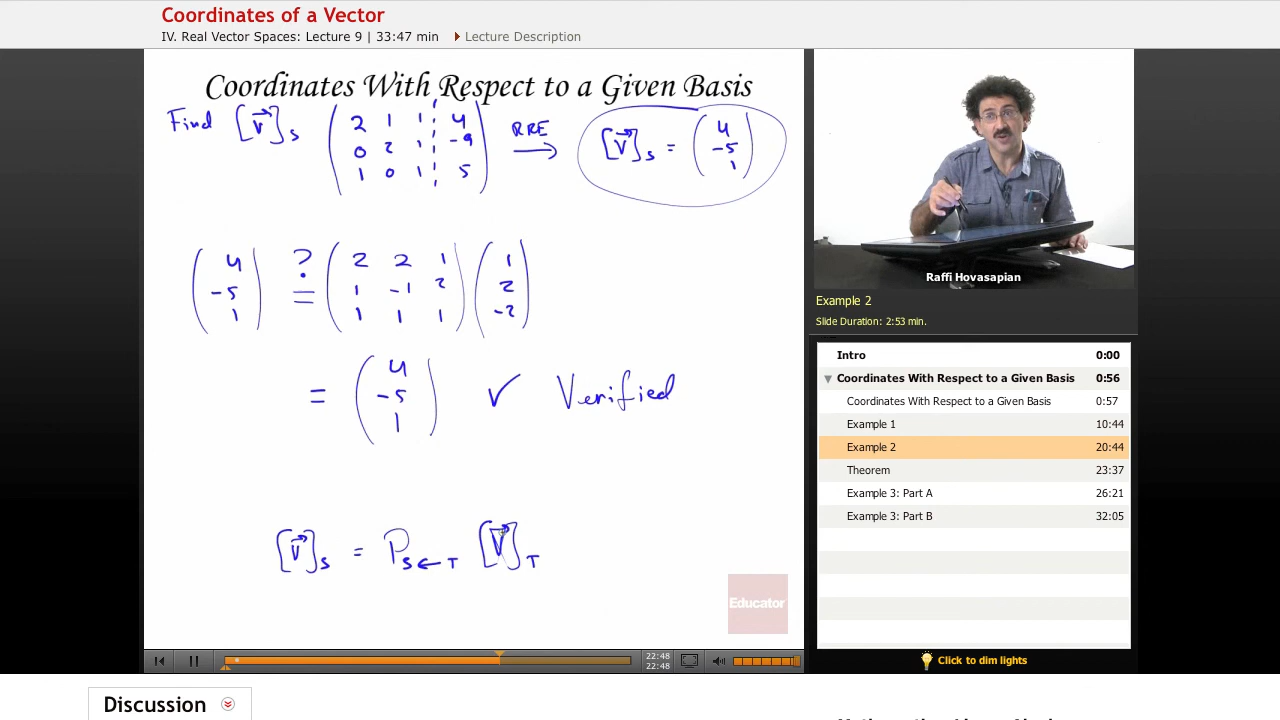 Coordinates of a Vector
IV. Real Vector Spaces: Lecture 9 | 33:47 min Lecture Description
Coordinates With Respect to a Given Basis
Find [v]S ( 2 1 1 ¦ 4 RRE → [v]S = ( 4
0 2 1 ¦ -9 -5
1 0 1 ¦ 5 ) 1 )
( 4 ( 2 2 1 ( 1
-5 ?= 1 -1 2 2
1 ) 1 1 1 ) -2 )
( 4
= -5 ✓ Verified
1 )
[v]S = P S←T [v]T
Educator
22:48
22:48
Raffi Hovasapian
Example 2
Slide Duration: 2:53 min.
Intro 0:00
Coordinates With Respect to a Given Basis 0:56
Coordinates With Respect to a Given Basis 0:57
Example 1 10:44
Example 2 20:44
Theorem 23:37
Example 3: Part A 26:21
Example 3: Part B 32:05
Click to dim lights
Discussion